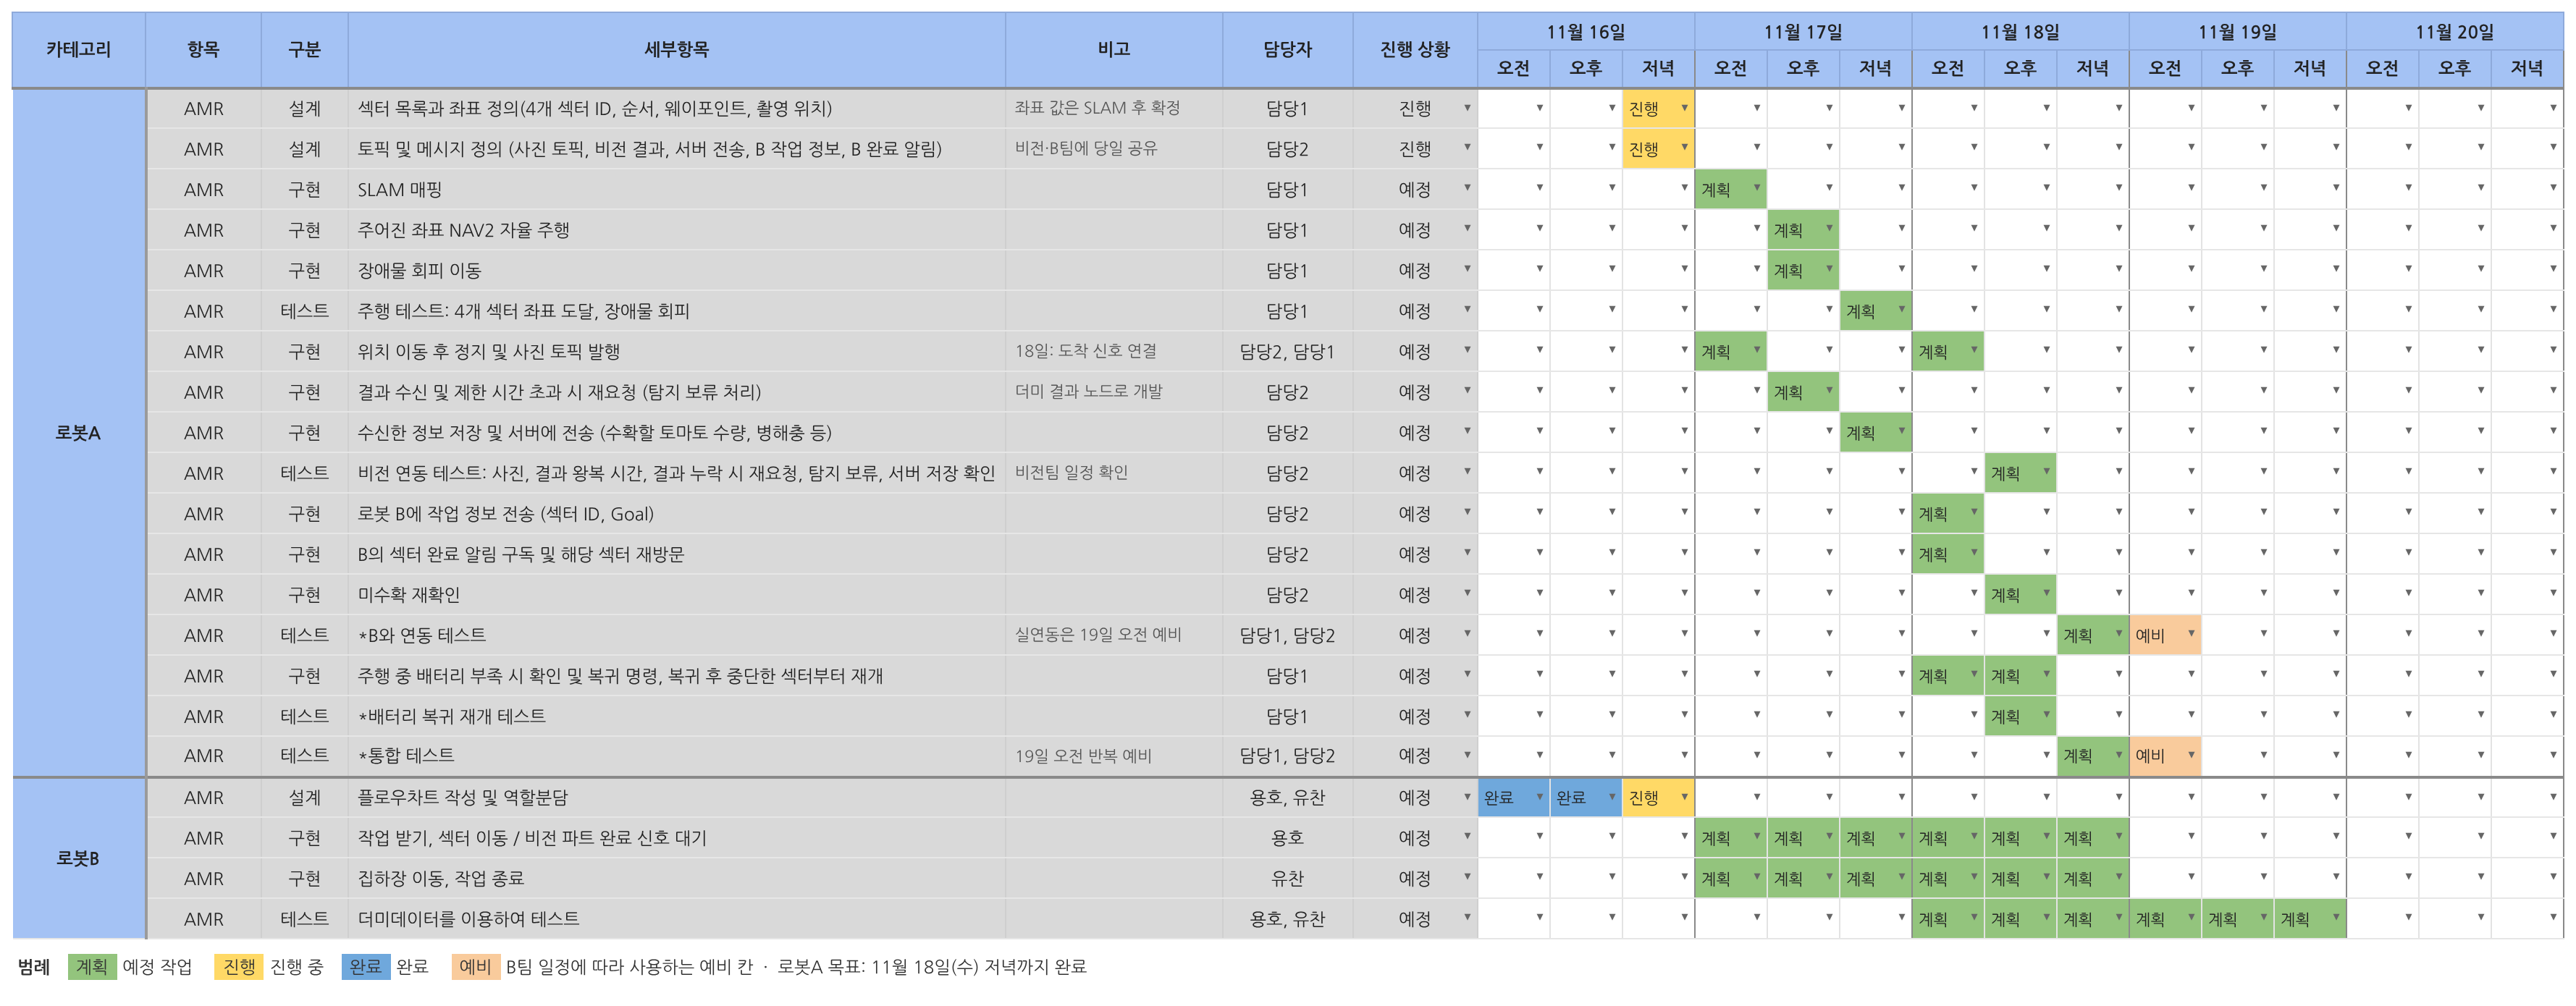 카테고리 항목 구분 세부항목 비고 담당자 진행 상황 11월 16일 11월 17일 11월 18일 11월 19일 11월 20일
오전 오후 저녁 오전 오후 저녁 오전 오후 저녁 오전 오후 저녁 오전 오후 저녁
로봇A
AMR 설계 섹터 목록과 좌표 정의(4개 섹터 ID, 순서, 웨이포인트, 촬영 위치) 좌표 값은 SLAM 후 확정 담당1 진행 진행
AMR 설계 토픽 및 메시지 정의 (사진 토픽, 비전 결과, 서버 전송, B 작업 정보, B 완료 알림) 비전·B팀에 당일 공유 담당2 진행 진행
AMR 구현 SLAM 매핑 담당1 예정 계획
AMR 구현 주어진 좌표 NAV2 자율 주행 담당1 예정 계획
AMR 구현 장애물 회피 이동 담당1 예정 계획
AMR 테스트 주행 테스트: 4개 섹터 좌표 도달, 장애물 회피 담당1 예정 계획
AMR 구현 위치 이동 후 정지 및 사진 토픽 발행 18일: 도착 신호 연결 담당2, 담당1 예정 계획 계획
AMR 구현 결과 수신 및 제한 시간 초과 시 재요청 (탐지 보류 처리) 더미 결과 노드로 개발 담당2 예정 계획
AMR 구현 수신한 정보 저장 및 서버에 전송 (수확할 토마토 수량, 병해충 등) 담당2 예정 계획
AMR 테스트 비전 연동 테스트: 사진, 결과 왕복 시간, 결과 누락 시 재요청, 탐지 보류, 서버 저장 확인 비전팀 일정 확인 담당2 예정 계획
AMR 구현 로봇 B에 작업 정보 전송 (섹터 ID, Goal) 담당2 예정 계획
AMR 구현 B의 섹터 완료 알림 구독 및 해당 섹터 재방문 담당2 예정 계획
AMR 구현 미수확 재확인 담당2 예정 계획
AMR 테스트 *B와 연동 테스트 실연동은 19일 오전 예비 담당1, 담당2 예정 계획 예비
AMR 구현 주행 중 배터리 부족 시 확인 및 복귀 명령, 복귀 후 중단한 섹터부터 재개 담당1 예정 계획 계획
AMR 테스트 *배터리 복귀 재개 테스트 담당1 예정 계획
AMR 테스트 *통합 테스트 19일 오전 반복 예비 담당1, 담당2 예정 계획 예비
로봇B
AMR 설계 플로우차트 작성 및 역할분담 용호, 유찬 예정 완료 완료 진행
AMR 구현 작업 받기, 섹터 이동 / 비전 파트 완료 신호 대기 용호 예정 계획 계획 계획 계획 계획 계획
AMR 구현 집하장 이동, 작업 종료 유찬 예정 계획 계획 계획 계획 계획 계획
AMR 테스트 더미데이터를 이용하여 테스트 용호, 유찬 예정 계획 계획 계획 계획 계획 계획
범례 계획 예정 작업 진행 진행 중 완료 완료 예비 B팀 일정에 따라 사용하는 예비 칸 · 로봇A 목표: 11월 18일(수) 저녁까지 완료